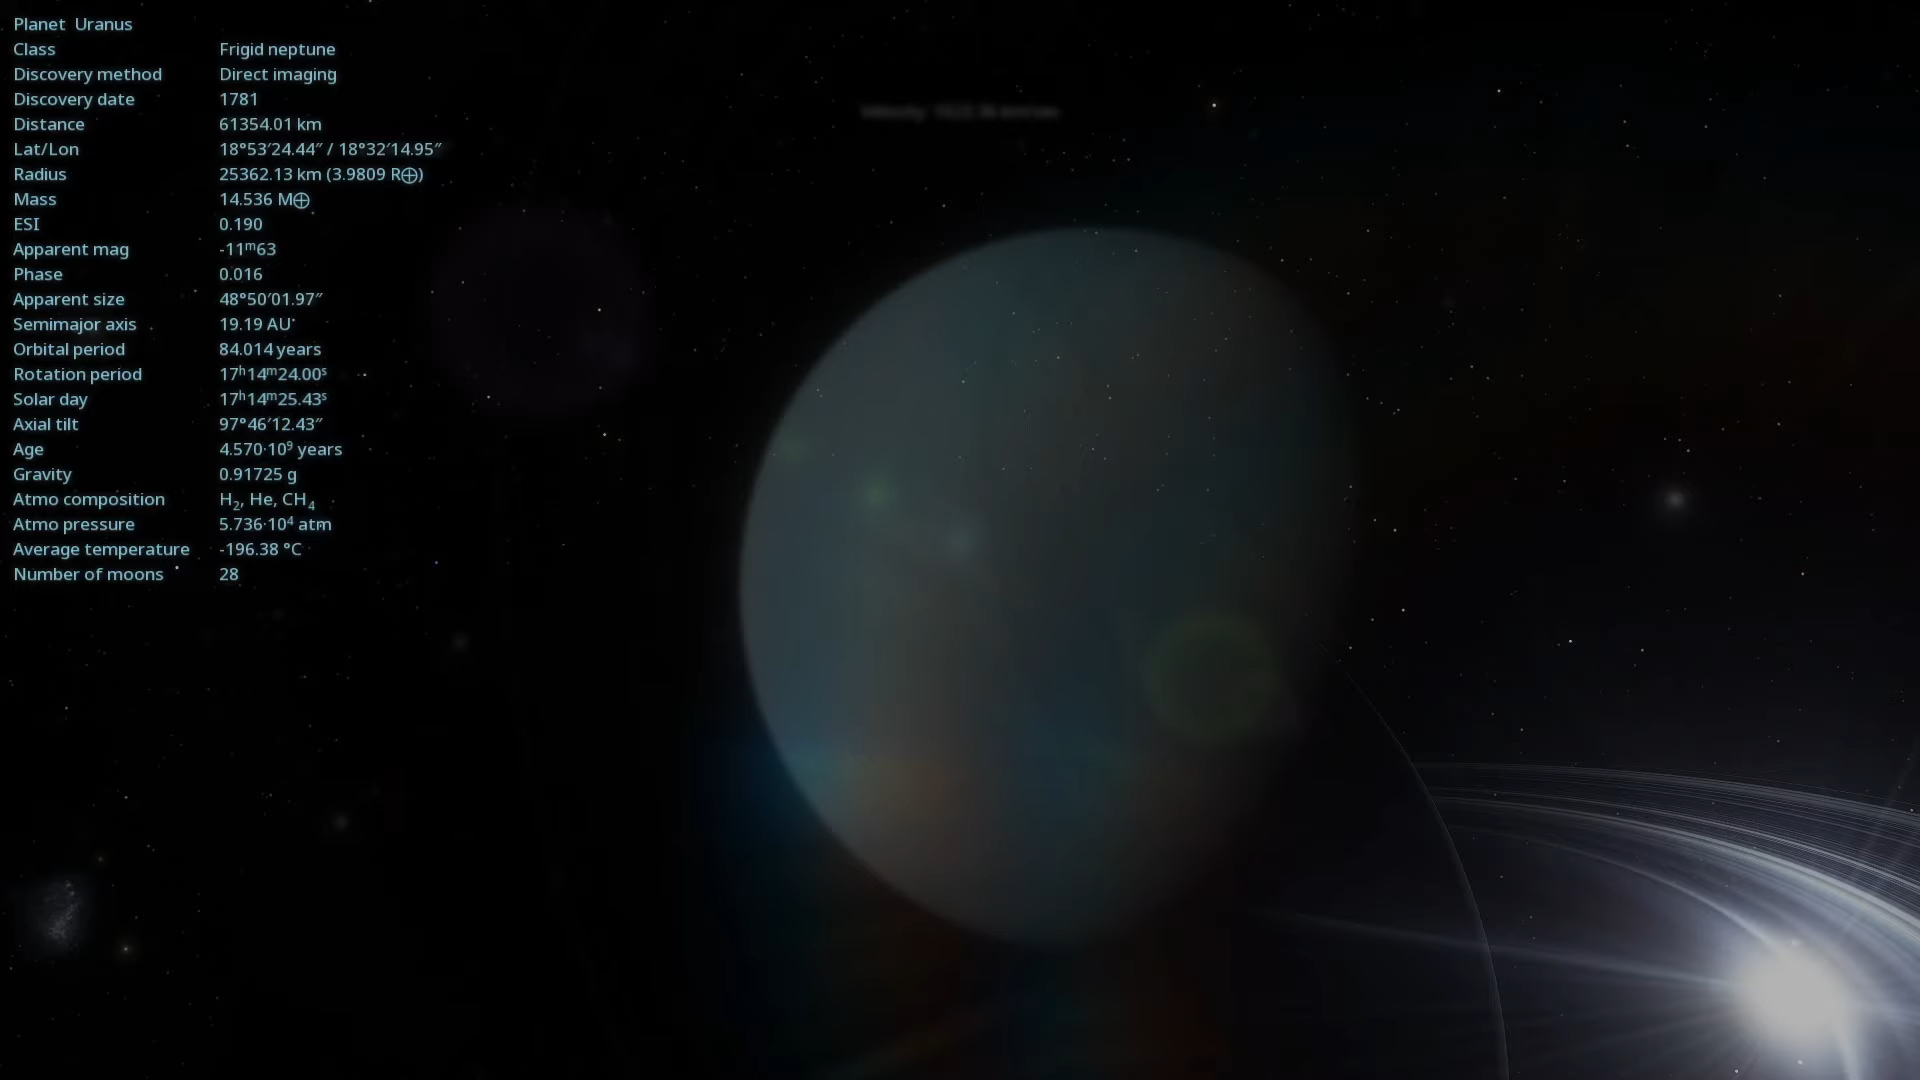 Planet Uranus
Class Frigid neptune
Discovery method Direct imaging
Discovery date 1781
Distance 61354.01 km
Lat/Lon 18°53′24.44″ / 18°32′14.95″
Radius 25362.13 km (3.9809 R⊕)
Mass 14.536 M⊕
ESI 0.190
Apparent mag -11ᵐ63
Phase 0.016
Apparent size 48°50′01.97″
Semimajor axis 19.19 AU
Orbital period 84.014 years
Rotation period 17ʰ14ᵐ24.00ˢ
Solar day 17ʰ14ᵐ25.43ˢ
Axial tilt 97°46′12.43″
Age 4.570·10⁹ years
Gravity 0.91725 g
Atmo composition H₂, He, CH₄
Atmo pressure 5.736·10⁴ atm
Average temperature -196.38 °C
Number of moons 28